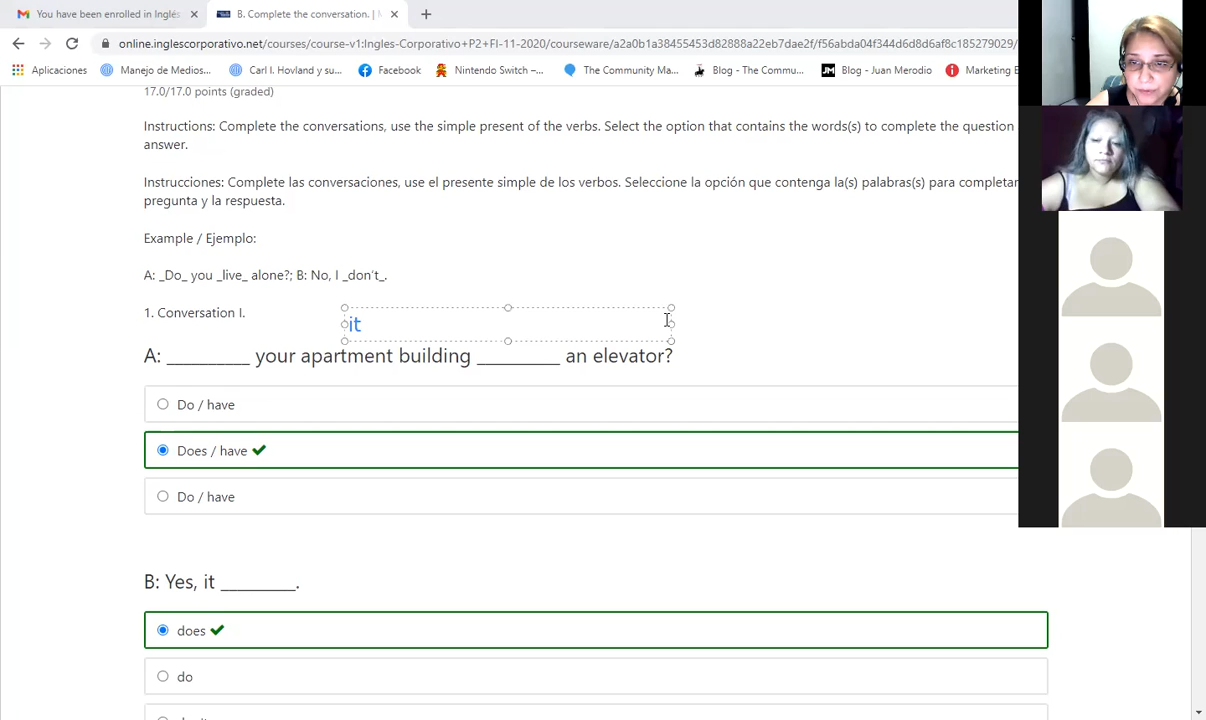 You have been enrolled in Inglés
B. Complete the conversation. |
online.inglescorporativo.net/courses/course-v1:Ingles-Corporativo+P2+FI-11-2020/courseware/a2a0b1a38455453d82888a22eb7dae2f/f56abda04f344d6d8d6af8c185279029/
Aplicaciones
Manejo de Medios...
Carl I. Hovland y su...
Facebook
Nintendo Switch –...
The Community Ma...
Blog - The Commu...
JM Blog - Juan Merodio
Marketing E
17.0/17.0 points (graded)
Instructions: Complete the conversations, use the simple present of the verbs. Select the option that contains the words(s) to complete the question
answer.
Instrucciones: Complete las conversaciones, use el presente simple de los verbos. Seleccione la opción que contenga la(s) palabras(s) para completar
pregunta y la respuesta.
Example / Ejemplo:
A: _Do_ you _live_ alone?; B: No, I _don't_.
1. Conversation I.
it
A: __________ your apartment building __________ an elevator?
Do / have
Does / have
Do / have
B: Yes, it _________.
does
do